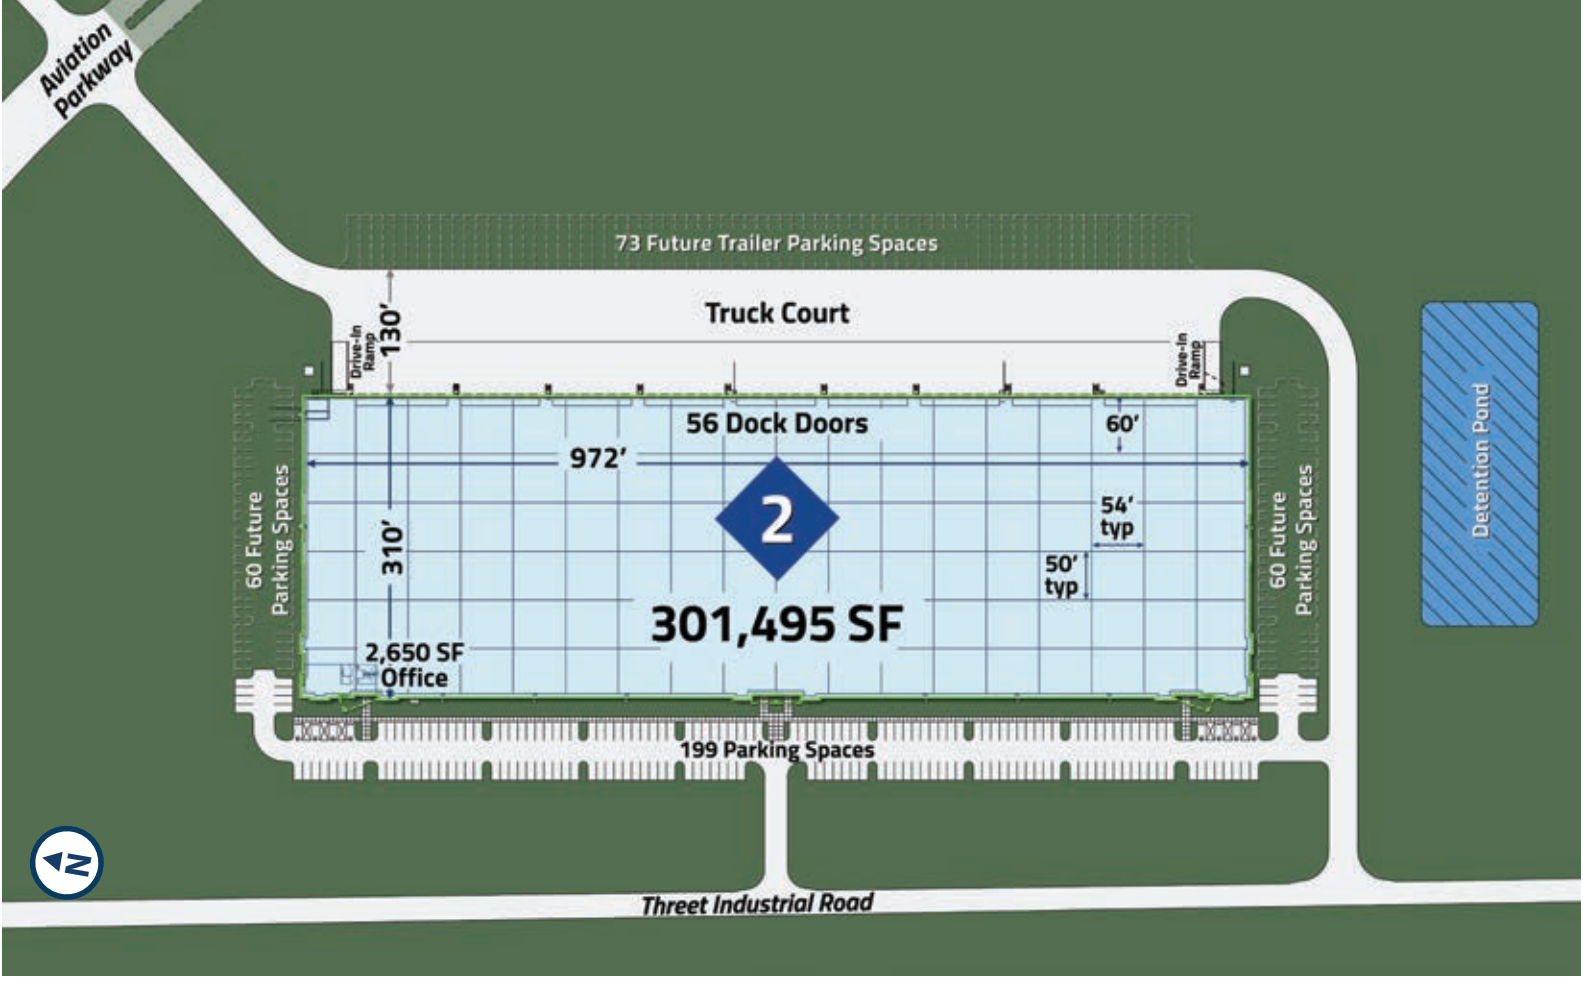 Aviation
Parkway
73 Future Trailer Parking Spaces
Truck Court
130′
Drive-In
Ramp
Drive-In
Ramp
56 Dock Doors
60′
972′
2
54′
typ
50′
typ
310′
301,495 SF
2,650 SF
Office
60 Future
Parking Spaces
60 Future
Parking Spaces
Detention Pond
199 Parking Spaces
N
Threet Industrial Road